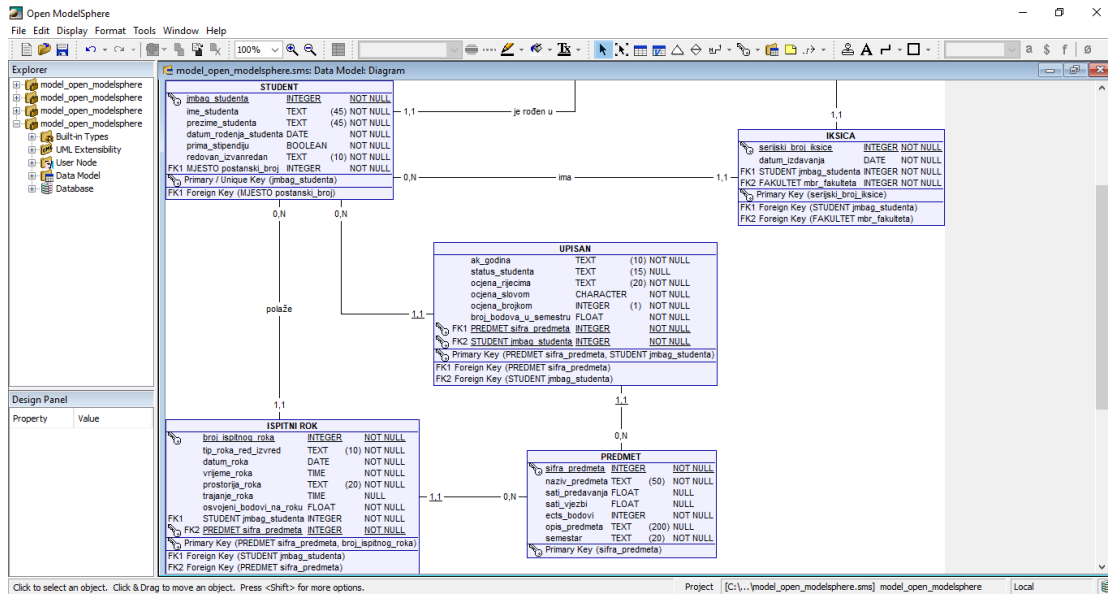 Open ModelSphere
File Edit Display Format Tools Window Help
100%
a $ f ø
Explorer
model_open_modelsphere
model_open_modelsphere
model_open_modelsphere
model_open_modelsphere
Built-in Types
UML Extensibility
User Node
Data Model
Database
Design Panel
Property Value
model_open_modelsphere.sms: Data Model: Diagram
STUDENT
jmbag_studenta INTEGER NOT NULL
ime_studenta TEXT (45) NOT NULL
prezime_studenta TEXT (45) NOT NULL
datum_rodenja_studenta DATE NOT NULL
prima_stipendiju BOOLEAN NOT NULL
redovan_izvanredan TEXT (10) NOT NULL
FK1 MJESTO postanski_broj INTEGER NOT NULL
Primary / Unique Key (jmbag_studenta)
FK1 Foreign Key (MJESTO postanski_broj)
1,1 je rođen u
1,1
IKSICA
serijski_broj_iksice INTEGER NOT NULL
datum_izdavanja DATE NOT NULL
FK1 STUDENT jmbag_studenta INTEGER NOT NULL
FK2 FAKULTET mbr_fakulteta INTEGER NOT NULL
Primary Key (serijski_broj_iksice)
FK1 Foreign Key (STUDENT jmbag_studenta)
FK2 Foreign Key (FAKULTET mbr_fakulteta)
0,N ima 1,1
0,N 0,N
UPISAN
ak_godina TEXT (10) NOT NULL
status_studenta TEXT (15) NULL
ocjena_rijecima TEXT (20) NOT NULL
ocjena_slovom CHARACTER NOT NULL
ocjena_brojkom INTEGER (1) NOT NULL
broj_bodova_u_semestru FLOAT NOT NULL
FK1 PREDMET sifra_predmeta INTEGER NOT NULL
FK2 STUDENT jmbag_studenta INTEGER NOT NULL
Primary Key (PREDMET sifra_predmeta, STUDENT jmbag_studenta)
FK1 Foreign Key (PREDMET sifra_predmeta)
FK2 Foreign Key (STUDENT jmbag_studenta)
polaže
1,1
1,1
1,1
0,N
ISPITNI ROK
broj_ispitnog_roka INTEGER NOT NULL
tip_roka_red_izvred TEXT (10) NOT NULL
datum_roka DATE NOT NULL
vrijeme_roka TIME NOT NULL
prostorija_roka TEXT (20) NOT NULL
trajanje_roka TIME NULL
osvojeni_bodovi_na_roku FLOAT NOT NULL
FK1 STUDENT jmbag_studenta INTEGER NOT NULL
FK2 PREDMET sifra_predmeta INTEGER NOT NULL
Primary Key (PREDMET sifra_predmeta, broj_ispitnog_roka)
FK1 Foreign Key (STUDENT jmbag_studenta)
FK2 Foreign Key (PREDMET sifra_predmeta)
1,1 0,N
PREDMET
sifra_predmeta INTEGER NOT NULL
naziv_predmeta TEXT (50) NOT NULL
sati_predavanja FLOAT NULL
sati_vjezbi FLOAT NULL
ects_bodovi INTEGER NOT NULL
opis_predmeta TEXT (200) NULL
semestar TEXT (20) NOT NULL
Primary Key (sifra_predmeta)
Click to select an object. Click & Drag to move an object. Press <Shift> for more options.
Project [C:\...\model_open_modelsphere.sms] model_open_modelsphere Local